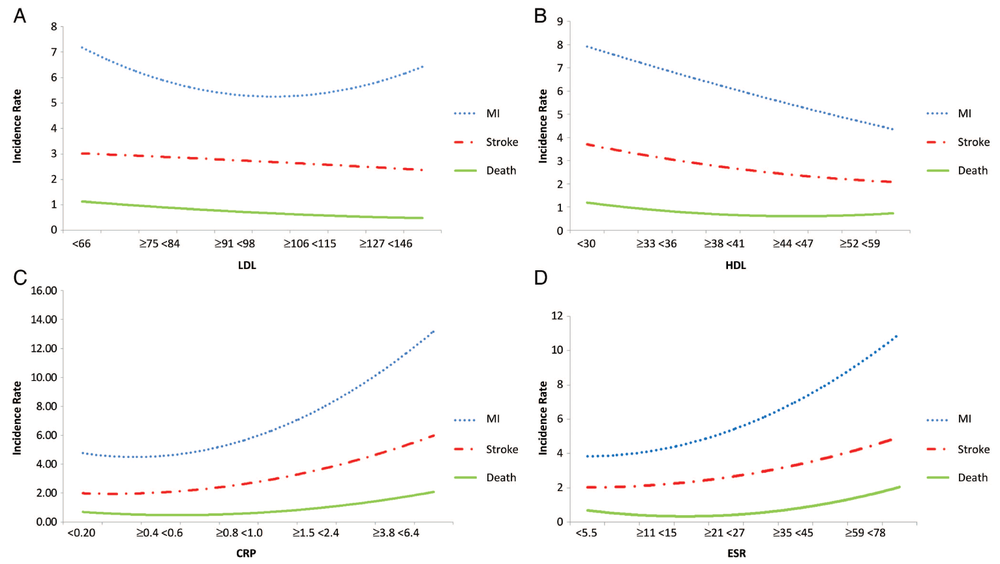 A
8
7
6
5
4
3
2
1
0
Incidence Rate
<66 ≥75 <84 ≥91 <98 ≥106 <115 ≥127 <146
LDL
MI
Stroke
Death
B
9
8
7
6
5
4
3
2
1
0
Incidence Rate
<30 ≥33 <36 ≥38 <41 ≥44 <47 ≥52 <59
HDL
MI
Stroke
Death
C
16.00
14.00
12.00
10.00
8.00
6.00
4.00
2.00
0.00
Incidence Rate
<0.20 ≥0.4 <0.6 ≥0.8 <1.0 ≥1.5 <2.4 ≥3.8 <6.4
CRP
MI
Stroke
Death
D
12
10
8
6
4
2
0
Incidence Rate
<5.5 ≥11 <15 ≥21 <27 ≥35 <45 ≥59 <78
ESR
MI
Stroke
Death